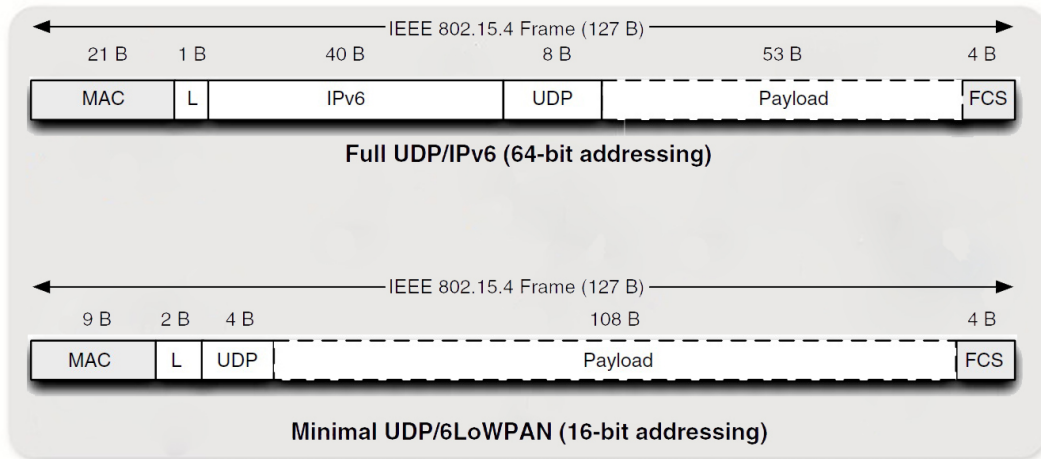 IEEE 802.15.4 Frame (127 B)
21 B 1 B 40 B 8 B 53 B 4 B
MAC L IPv6 UDP Payload FCS
Full UDP/IPv6 (64-bit addressing)
IEEE 802.15.4 Frame (127 B)
9 B 2 B 4 B 108 B 4 B
MAC L UDP Payload FCS
Minimal UDP/6LoWPAN (16-bit addressing)